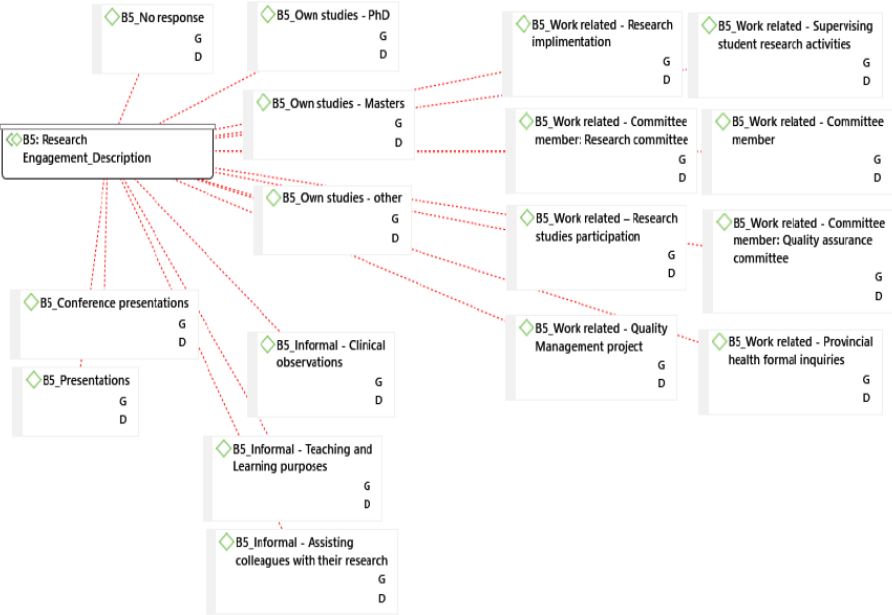 B5_No response
G
D
B5_Own studies - PhD
G
D
B5_Work related - Research
implimentation
G
D
B5_Work related - Supervising
student research activities
G
D
B5_Own studies - Masters
G
D
B5: Research
Engagement_Description
B5_Work related - Committee
member: Research committee
G
D
B5_Work related - Committee
member
G
D
B5_Own studies - other
G
D
B5_Work related – Research
studies participation
G
D
B5_Work related - Committee
member: Quality assurance
committee
G
D
B5_Conference presentations
G
D
B5_Informal - Clinical
observations
G
D
B5_Work related - Quality
Management project
G
D
B5_Work related - Provincial
health formal inquiries
G
D
B5_Presentations
G
D
B5_Informal - Teaching and
Learning purposes
G
D
B5_Informal - Assisting
colleagues with their research
G
D